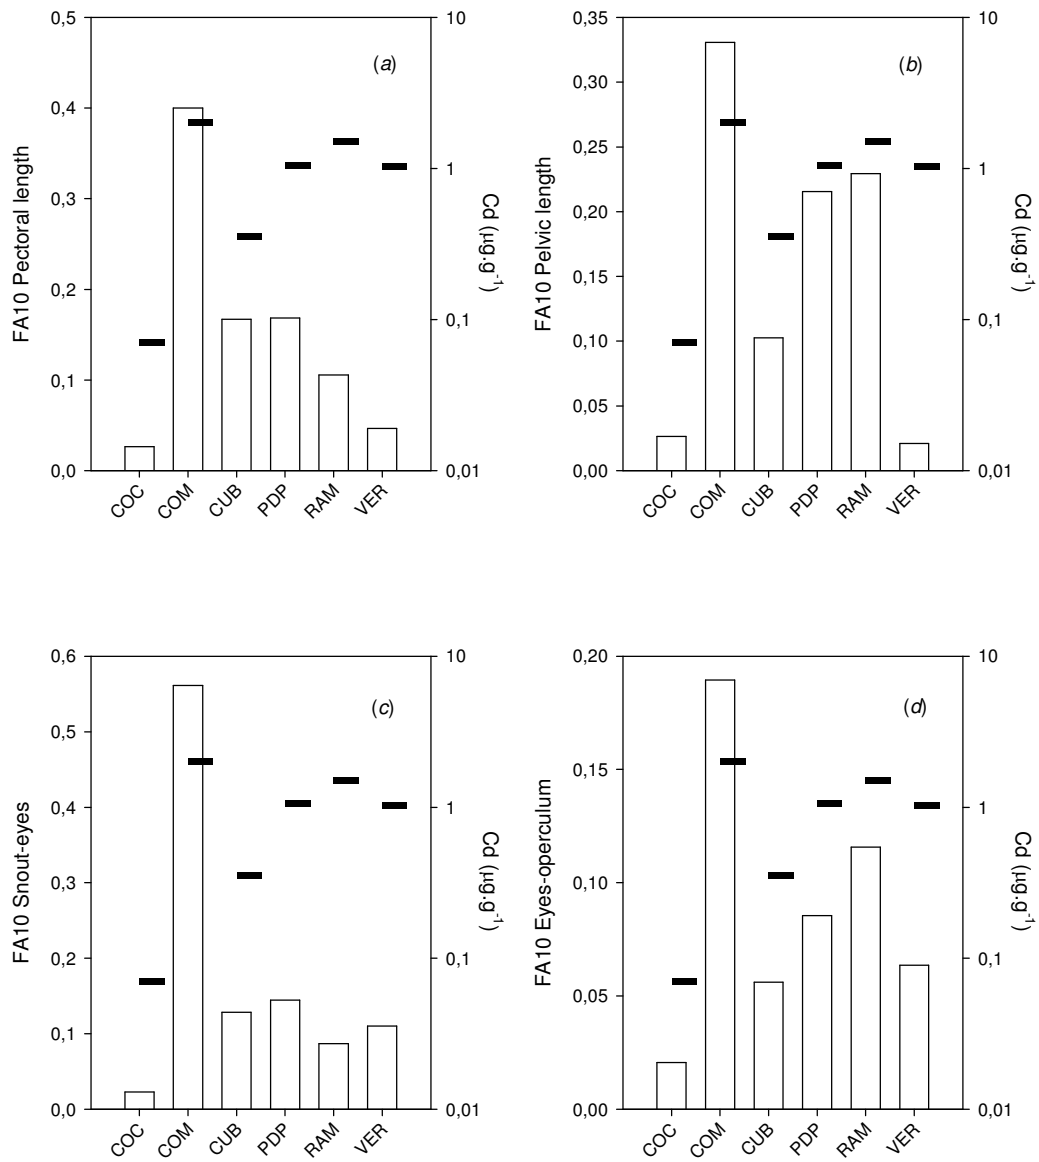 (a)
FA10 Pectoral length
0,5
0,4
0,3
0,2
0,1
0,0
10
1
0,1
0,01
Cd (µg.g-1)
COC COM CUB PDP RAM VER
(b)
FA10 Pelvic length
0,35
0,30
0,25
0,20
0,15
0,10
0,05
0,00
10
1
0,1
0,01
Cd (µg.g-1)
COC COM CUB PDP RAM VER
(c)
FA10 Snout-eyes
0,6
0,5
0,4
0,3
0,2
0,1
0,0
10
1
0,1
0,01
Cd (µg.g-1)
COC COM CUB PDP RAM VER
(d)
FA10 Eyes-operculum
0,20
0,15
0,10
0,05
0,00
10
1
0,1
0,01
Cd (µg.g-1)
COC COM CUB PDP RAM VER